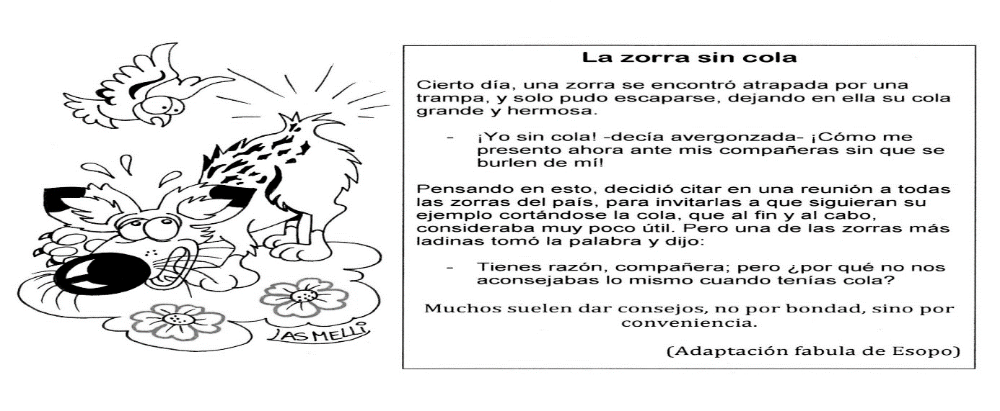 La zorra sin cola
Cierto día, una zorra se encontró atrapada por una
trampa, y solo pudo escaparse, dejando en ella su cola
grande y hermosa.
- ¡Yo sin cola! -decía avergonzada- ¡Cómo me
presento ahora ante mis compañeras sin que se
burlen de mí!
Pensando en esto, decidió citar en una reunión a todas
las zorras del país, para invitarlas a que siguieran su
ejemplo cortándose la cola, que al fin y al cabo,
consideraba muy poco útil. Pero una de las zorras más
ladinas tomó la palabra y dijo:
- Tienes razón, compañera; pero ¿por qué no nos
aconsejabas lo mismo cuando tenías cola?
Muchos suelen dar consejos, no por bondad, sino por
conveniencia.
(Adaptación fabula de Esopo)
LAS MELLI